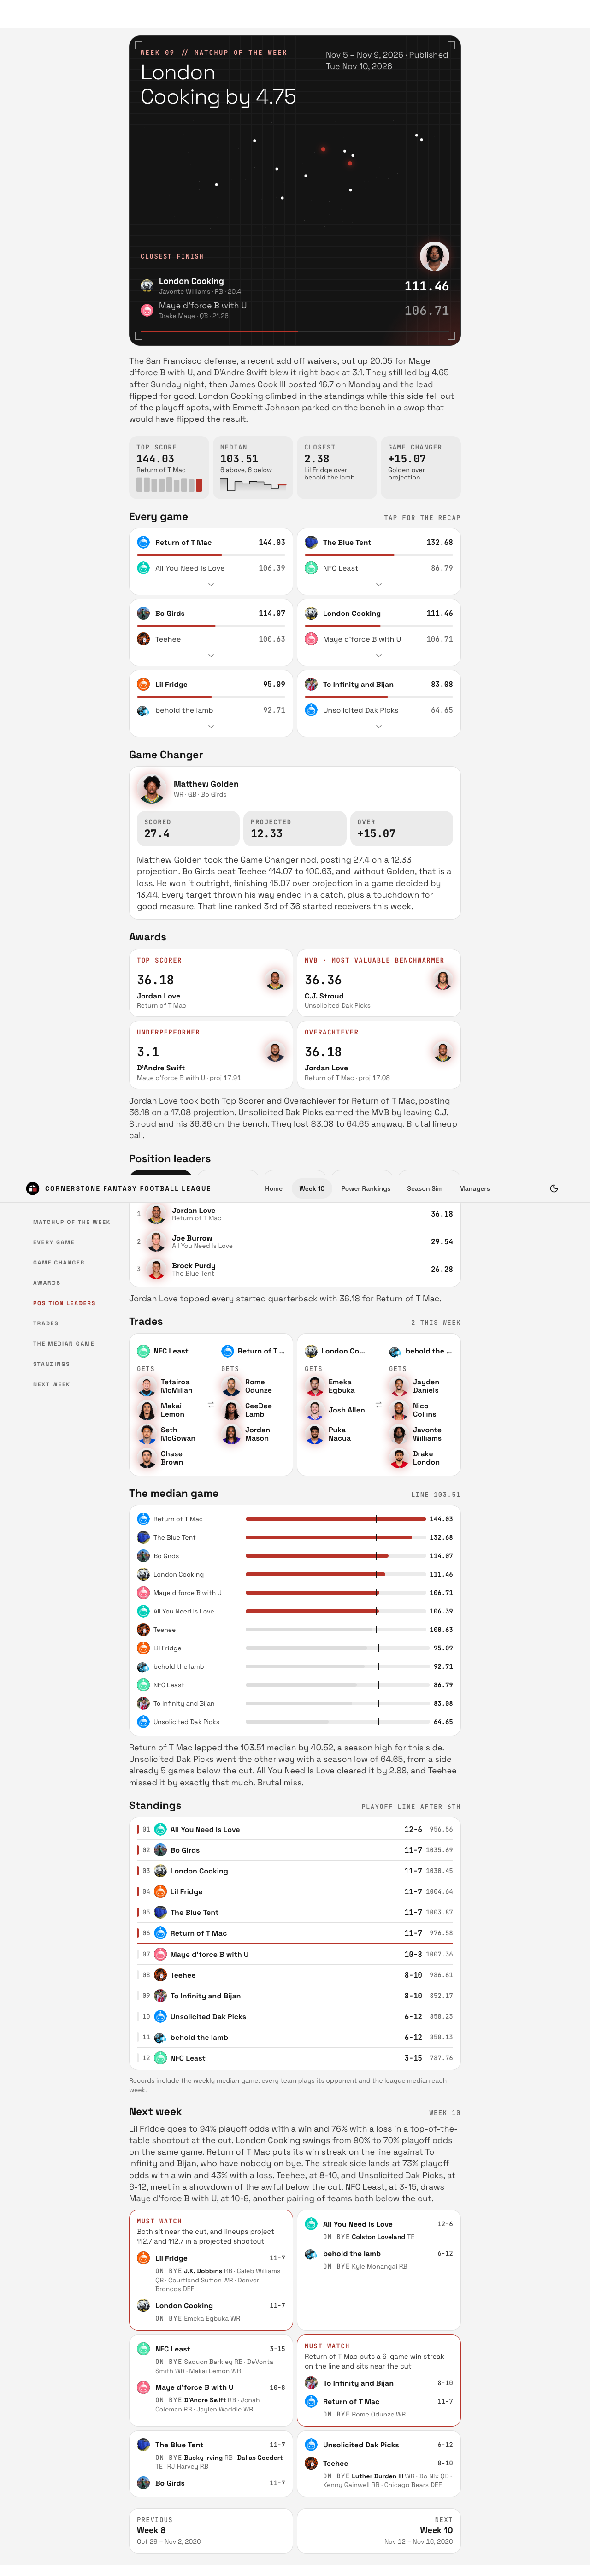 WEEK 09 // MATCHUP OF THE WEEK
Nov 5 – Nov 9, 2026 · Published
Tue Nov 10, 2026
London
Cooking by 4.75
CLOSEST FINISH
London Cooking
Javonte Williams · RB · 20.4
111.46
Maye d'force B with U
Drake Maye · QB · 21.26
106.71
The San Francisco defense, a recent add off waivers, put up 20.05 for Maye
d'force B with U, and D'Andre Swift blew it right back at 3.1. They still led by 4.65
after Sunday night, then James Cook III posted 16.7 on Monday and the lead
flipped for good. London Cooking climbed in the standings while this side fell out
of the playoff spots, with Emmett Johnson parked on the bench in a swap that
would have flipped the result.
TOP SCORE
144.03
Return of T Mac
MEDIAN
103.51
6 above, 6 below
CLOSEST
2.38
Lil Fridge over
behold the lamb
GAME CHANGER
+15.07
Golden over
projection
Every game
TAP FOR THE RECAP
Return of T Mac 144.03
All You Need Is Love 106.39
The Blue Tent 132.68
NFC Least 86.79
Bo Girds 114.07
Teehee 100.63
London Cooking 111.46
Maye d'force B with U 106.71
Lil Fridge 95.09
behold the lamb 92.71
To Infinity and Bijan 83.08
Unsolicited Dak Picks 64.65
Game Changer
Matthew Golden
WR · GB · Bo Girds
SCORED
27.4
PROJECTED
12.33
OVER
+15.07
Matthew Golden took the Game Changer nod, posting 27.4 on a 12.33
projection. Bo Girds beat Teehee 114.07 to 100.63, and without Golden, that is a
loss. He won it outright, finishing 15.07 over projection in a game decided by
13.44. Every target thrown his way ended in a catch, plus a touchdown for
good measure. That line ranked 3rd of 36 started receivers this week.
Awards
TOP SCORER
36.18
Jordan Love
Return of T Mac
MVB · MOST VALUABLE BENCHWARMER
36.36
C.J. Stroud
Unsolicited Dak Picks
UNDERPERFORMER
3.1
D'Andre Swift
Maye d'force B with U · proj 17.91
OVERACHIEVER
36.18
Jordan Love
Return of T Mac · proj 17.08
Jordan Love took both Top Scorer and Overachiever for Return of T Mac, posting
36.18 on a 17.08 projection. Unsolicited Dak Picks earned the MVB by leaving C.J.
Stroud and his 36.36 on the bench. They lost 83.08 to 64.65 anyway. Brutal lineup
call.
Position leaders
CORNERSTONE FANTASY FOOTBALL LEAGUE
Home
Week 10
Power Rankings
Season Sim
Managers
MATCHUP OF THE WEEK
EVERY GAME
GAME CHANGER
AWARDS
POSITION LEADERS
TRADES
THE MEDIAN GAME
STANDINGS
NEXT WEEK
1 Jordan Love 36.18
Return of T Mac
2 Joe Burrow 29.54
All You Need Is Love
3 Brock Purdy 26.28
The Blue Tent
Jordan Love topped every started quarterback with 36.18 for Return of T Mac.
Trades
2 THIS WEEK
NFC Least
GETS
Tetairoa
McMillan
Makai
Lemon
Seth
McGowan
Chase
Brown
Return of T ...
GETS
Rome
Odunze
CeeDee
Lamb
Jordan
Mason
London Co...
GETS
Emeka
Egbuka
Josh Allen
Puka
Nacua
behold the ...
GETS
Jayden
Daniels
Nico
Collins
Javonte
Williams
Drake
London
The median game
LINE 103.51
Return of T Mac 144.03
The Blue Tent 132.68
Bo Girds 114.07
London Cooking 111.46
Maye d'force B with U 106.71
All You Need Is Love 106.39
Teehee 100.63
Lil Fridge 95.09
behold the lamb 92.71
NFC Least 86.79
To Infinity and Bijan 83.08
Unsolicited Dak Picks 64.65
Return of T Mac lapped the 103.51 median by 40.52, a season high for this side.
Unsolicited Dak Picks went the other way with a season low of 64.65, from a side
already 5 games below the cut. All You Need Is Love cleared it by 2.88, and Teehee
missed it by exactly that much. Brutal miss.
Standings
PLAYOFF LINE AFTER 6TH
01 All You Need Is Love 12-6 956.56
02 Bo Girds 11-7 1035.69
03 London Cooking 11-7 1030.45
04 Lil Fridge 11-7 1004.64
05 The Blue Tent 11-7 1003.87
06 Return of T Mac 11-7 976.58
07 Maye d'force B with U 10-8 1007.36
08 Teehee 8-10 986.61
09 To Infinity and Bijan 8-10 852.17
10 Unsolicited Dak Picks 6-12 858.23
11 behold the lamb 6-12 858.13
12 NFC Least 3-15 787.76
Records include the weekly median game: every team plays its opponent and the league median each
week.
Next week
WEEK 10
Lil Fridge goes to 94% playoff odds with a win and 76% with a loss in a top-of-the-
table shootout at the cut. London Cooking swings from 90% to 70% playoff odds
on the same game. Return of T Mac puts its win streak on the line against To
Infinity and Bijan, who have nobody on bye. The streak side lands at 73% playoff
odds with a win and 43% with a loss. Teehee, at 8-10, and Unsolicited Dak Picks, at
6-12, meet in a showdown of the awful below the cut. NFC Least, at 3-15, draws
Maye d'force B with U, at 10-8, another pairing of teams both below the cut.
MUST WATCH
Both sit near the cut, and lineups project
112.7 and 112.7 in a projected shootout
Lil Fridge 11-7
ON BYE J.K. Dobbins RB · Caleb Williams
QB · Courtland Sutton WR · Denver
Broncos DEF
London Cooking 11-7
ON BYE Emeka Egbuka WR
All You Need Is Love 12-6
ON BYE Colston Loveland TE
behold the lamb 6-12
ON BYE Kyle Monangai RB
NFC Least 3-15
ON BYE Saquon Barkley RB · DeVonta
Smith WR · Makai Lemon WR
Maye d'force B with U 10-8
ON BYE D'Andre Swift RB · Jonah
Coleman RB · Jaylen Waddle WR
MUST WATCH
Return of T Mac puts a 6-game win streak
on the line and sits near the cut
To Infinity and Bijan 8-10
Return of T Mac 11-7
ON BYE Rome Odunze WR
The Blue Tent 11-7
ON BYE Bucky Irving RB · Dallas Goedert
TE · RJ Harvey RB
Bo Girds 11-7
Unsolicited Dak Picks 6-12
Teehee 8-10
ON BYE Luther Burden III WR · Bo Nix QB ·
Kenny Gainwell RB · Chicago Bears DEF
PREVIOUS
Week 8
Oct 29 – Nov 2, 2026
NEXT
Week 10
Nov 12 – Nov 16, 2026